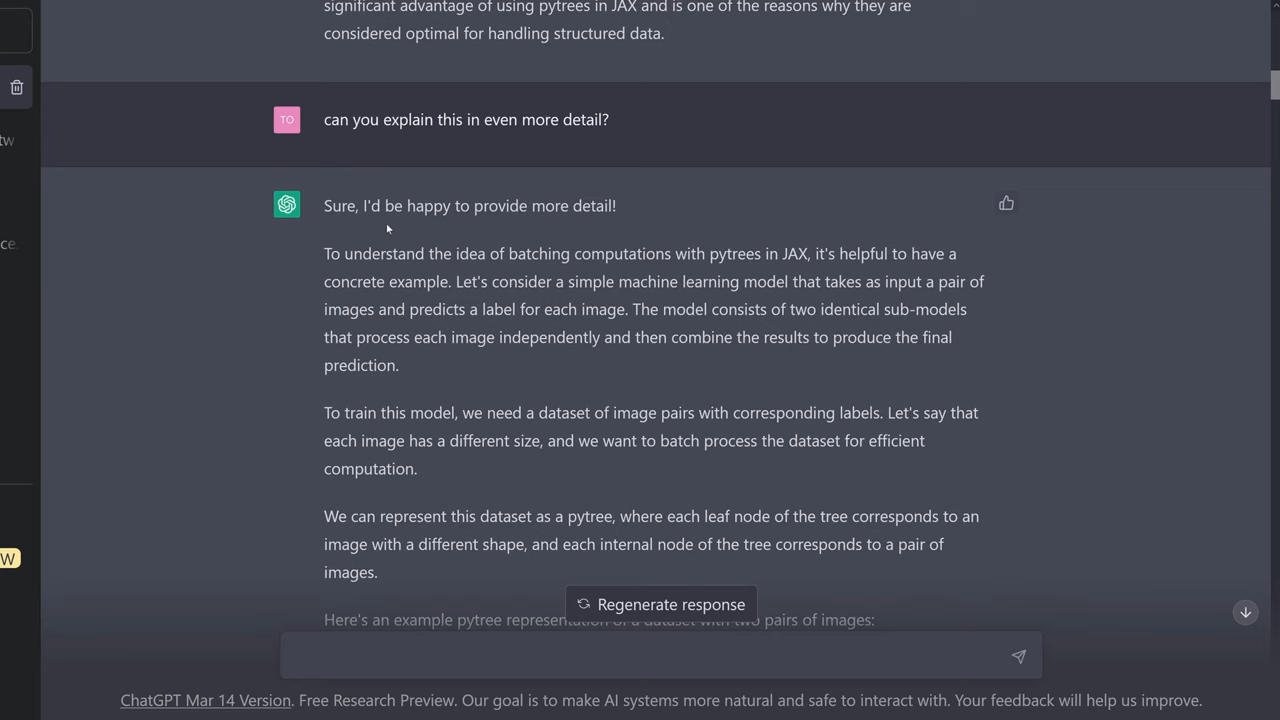 significant advantage of using pytrees in JAX and is one of the reasons why they are
considered optimal for handling structured data.
TO
can you explain this in even more detail?
tw
Sure, I'd be happy to provide more detail!
ce.
To understand the idea of batching computations with pytrees in JAX, it's helpful to have a
concrete example. Let's consider a simple machine learning model that takes as input a pair of
images and predicts a label for each image. The model consists of two identical sub-models
that process each image independently and then combine the results to produce the final
prediction.
To train this model, we need a dataset of image pairs with corresponding labels. Let's say that
each image has a different size, and we want to batch process the dataset for efficient
computation.
We can represent this dataset as a pytree, where each leaf node of the tree corresponds to an
image with a different shape, and each internal node of the tree corresponds to a pair of
images.
W
Regenerate response
Here's an example pytree representation of a dataset with two pairs of images:
ChatGPT Mar 14 Version. Free Research Preview. Our goal is to make AI systems more natural and safe to interact with. Your feedback will help us improve.